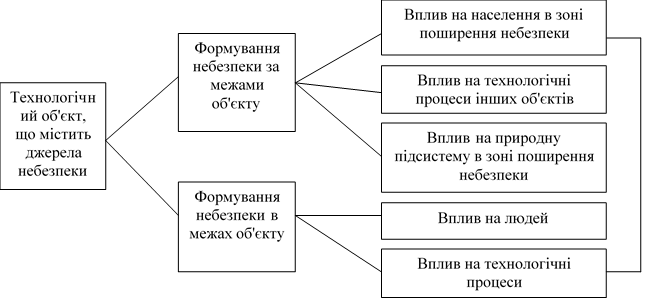 Технологічн
ий об'єкт,
що містить
джерела
небезпеки
Формування
небезпеки за
межами
об'єкту
Формування
небезпеки в
межах об'єкту
Вплив на населення в зоні
поширення небезпеки
Вплив на технологічні
процеси інших об'єктів
Вплив на природну
підсистему в зоні поширення
небезпеки
Вплив на людей
Вплив на технологічні
процеси